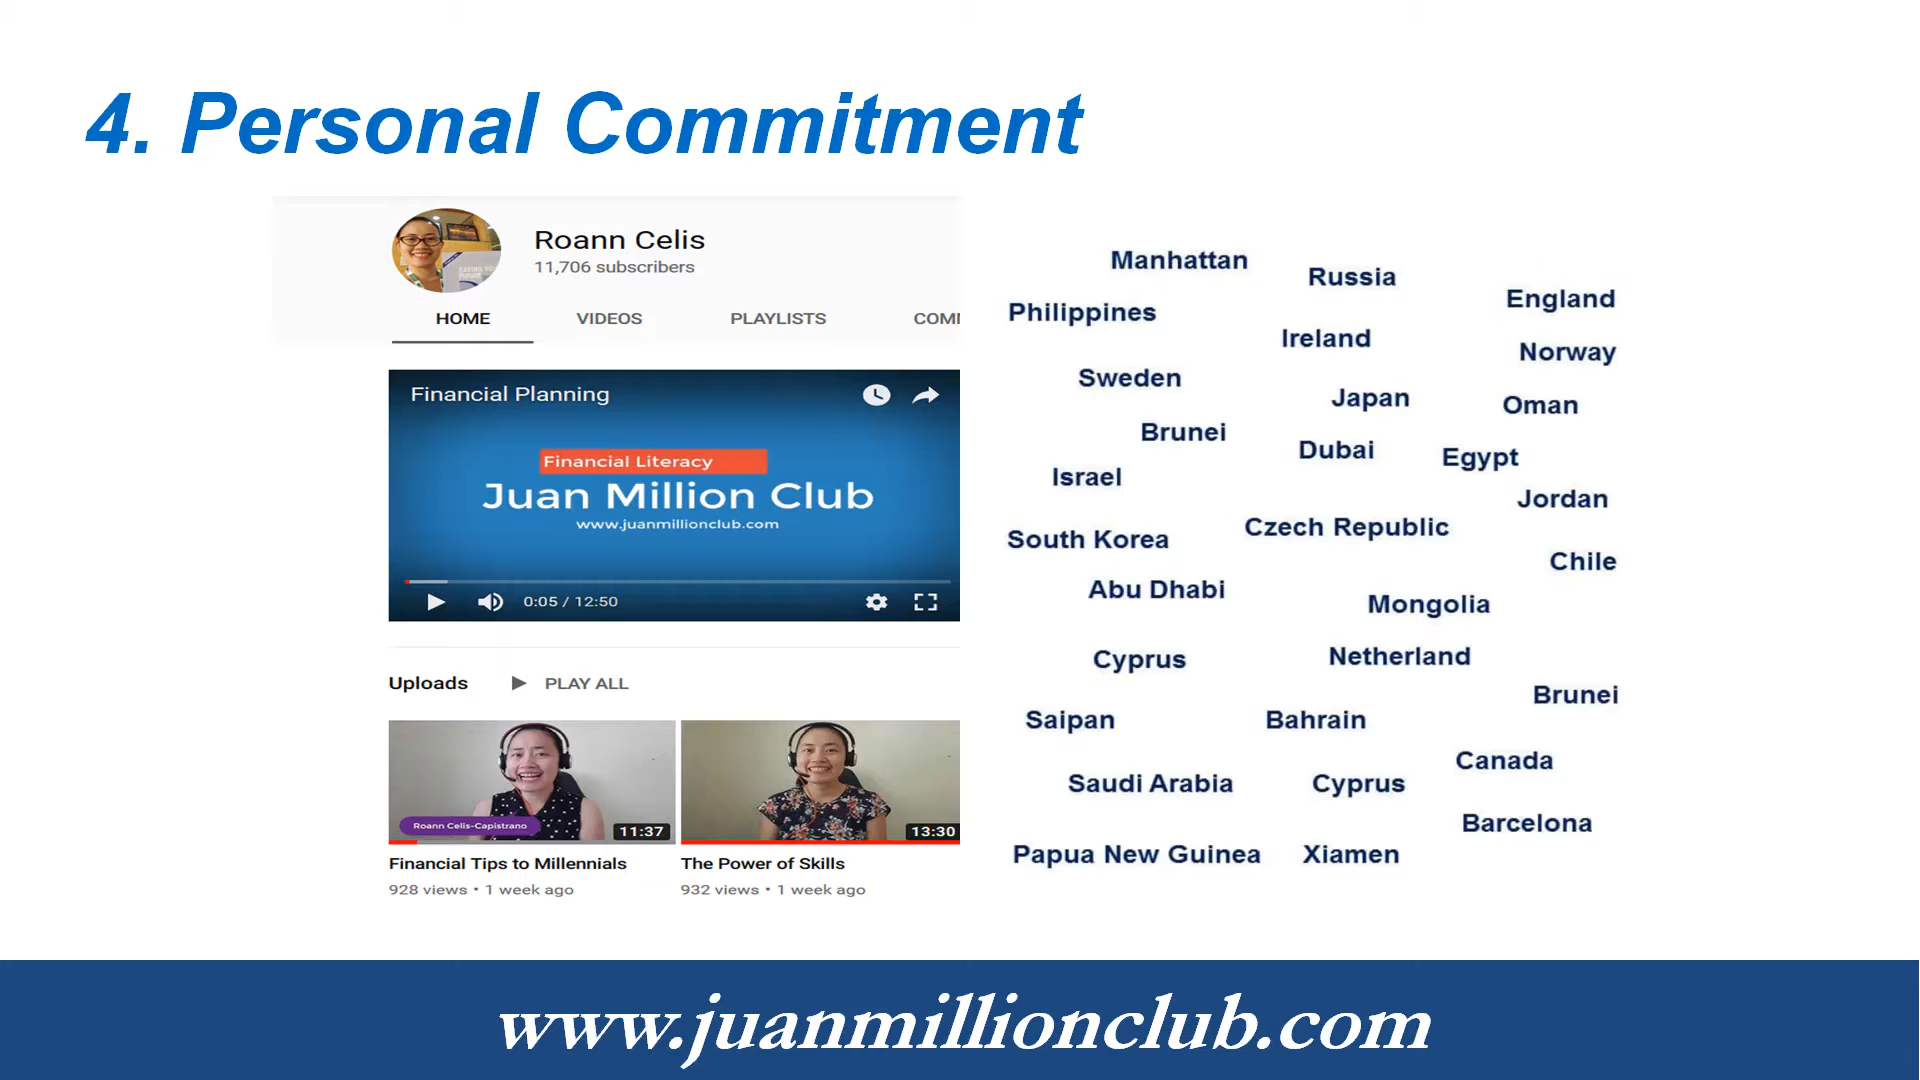 4. Personal Commitment
Roann Celis
11,706 subscribers
HOME VIDEOS PLAYLISTS COMM
Financial Planning
Financial Literacy
Juan Million Club
www.juanmillionclub.com
0:05 / 12:50
Uploads PLAY ALL
Roann Celis-Capistrano
11:37
13:30
Financial Tips to Millennials
928 views • 1 week ago
The Power of Skills
932 views • 1 week ago
Manhattan
Russia
England
Philippines
Ireland
Norway
Sweden
Japan
Oman
Brunei
Dubai
Egypt
Israel
Jordan
South Korea
Czech Republic
Chile
Abu Dhabi
Mongolia
Cyprus
Netherland
Brunei
Saipan
Bahrain
Canada
Saudi Arabia
Cyprus
Barcelona
Papua New Guinea
Xiamen
www.juanmillionclub.com